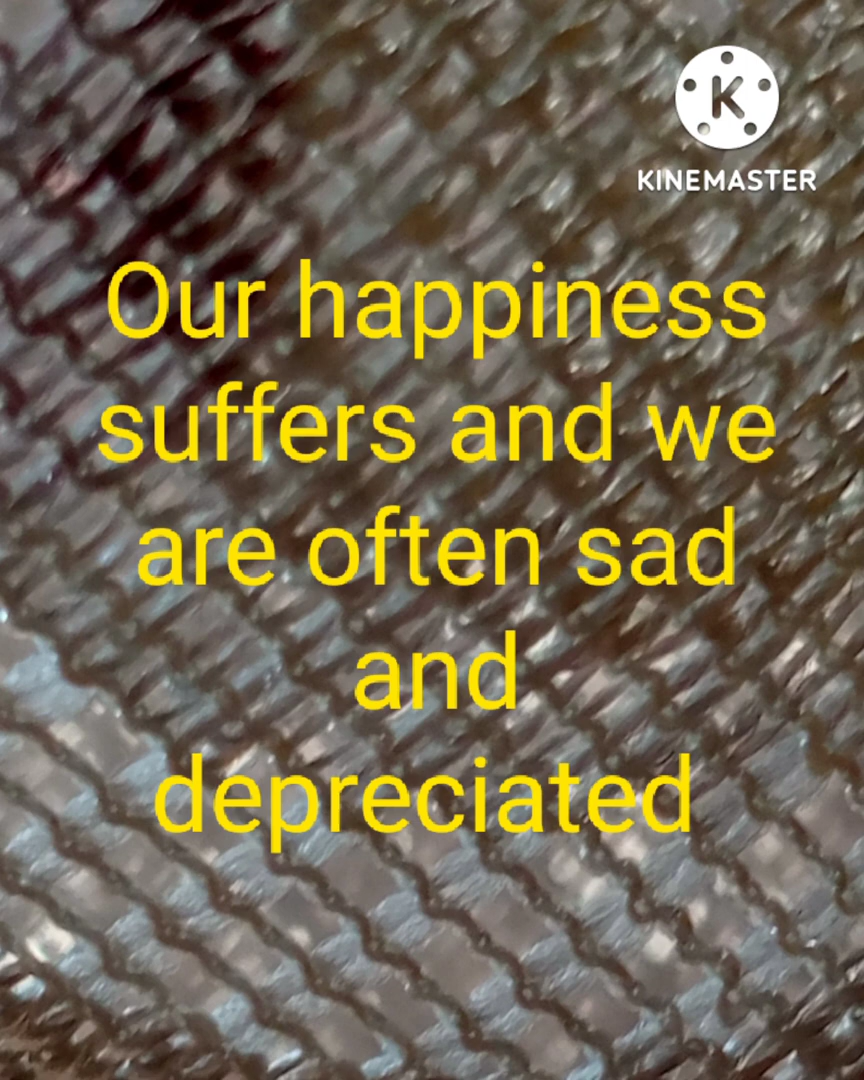 K
KINEMASTER
Our happiness
suffers and we
are often sad
and
depreciated